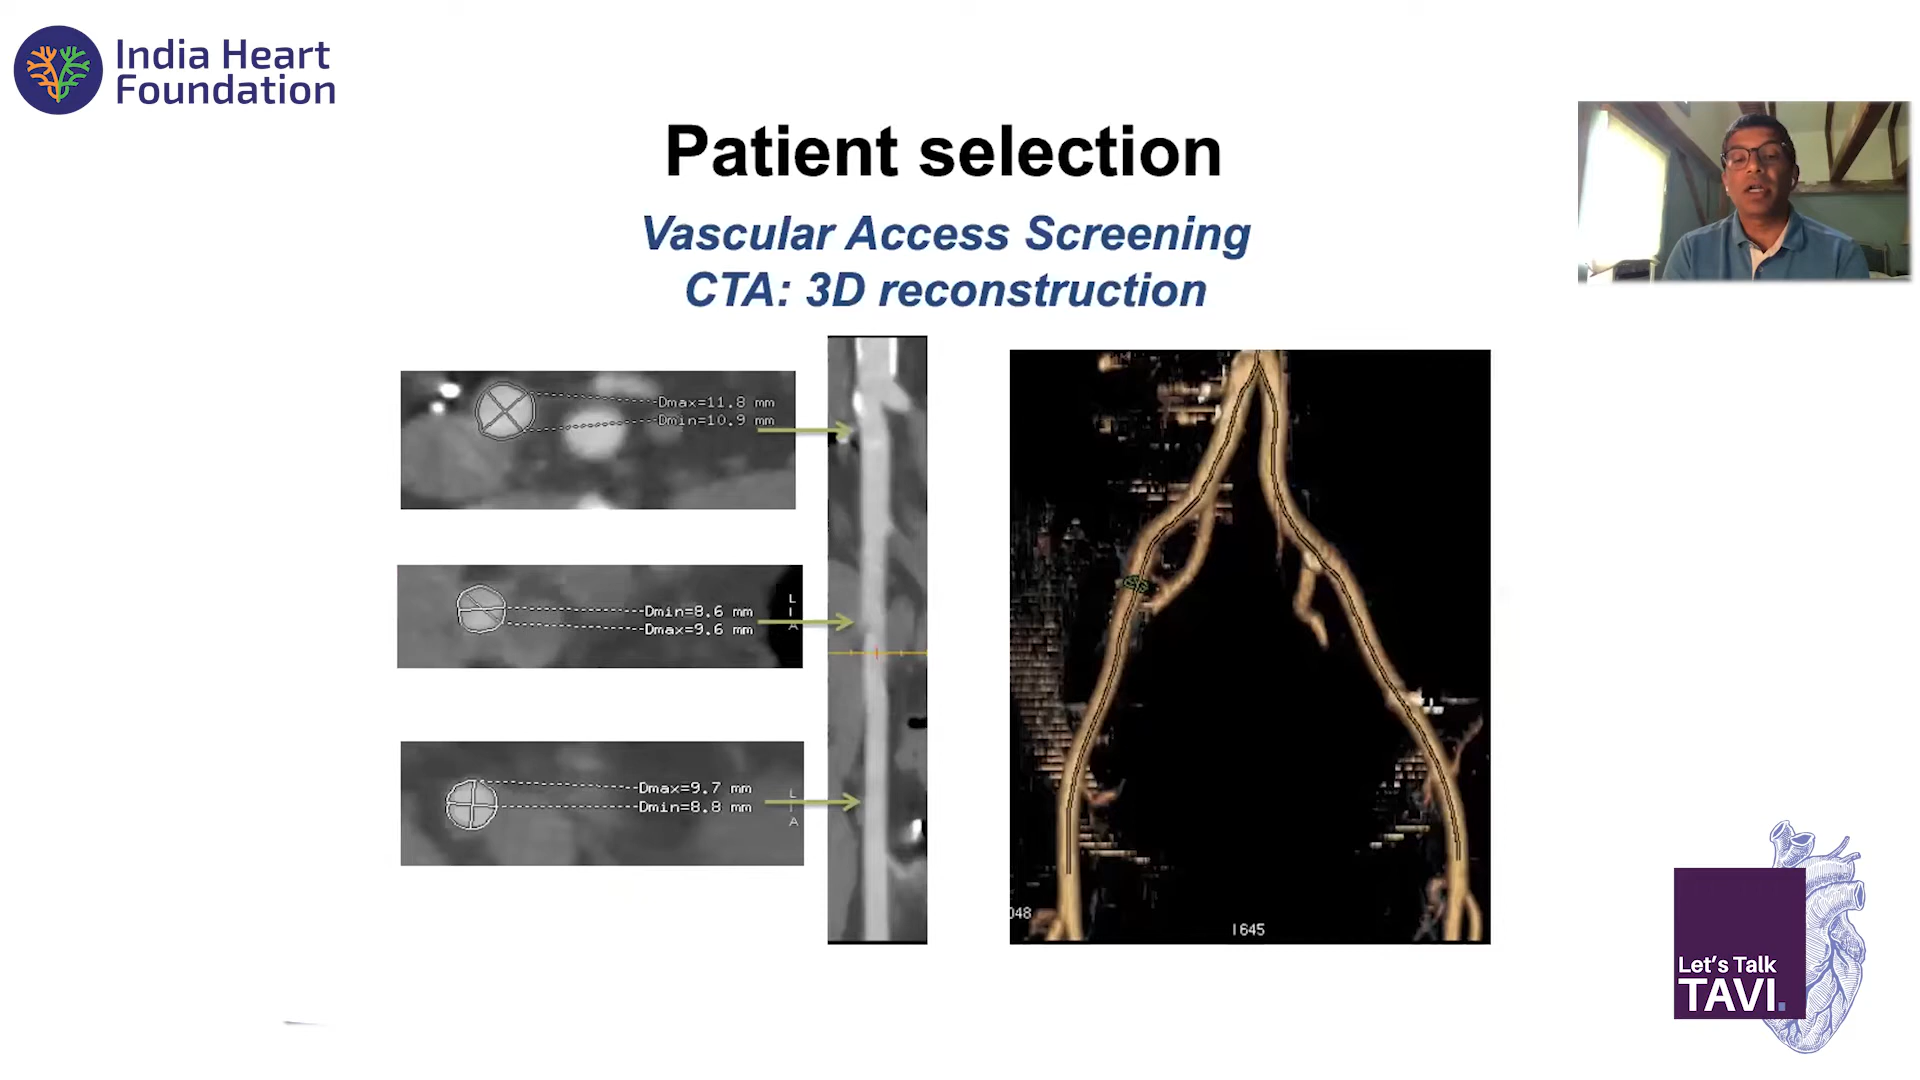 India Heart
Foundation
Patient selection
Vascular Access Screening
CTA: 3D reconstruction
Dmax=11.8 mm
Dmin=10.9 mm
Dmin=8.6 mm
Dmax=9.6 mm
L
I
A
Dmax=9.7 mm
Dmin=8.8 mm
L
I
A
048
I645
Let's Talk
TAVI.